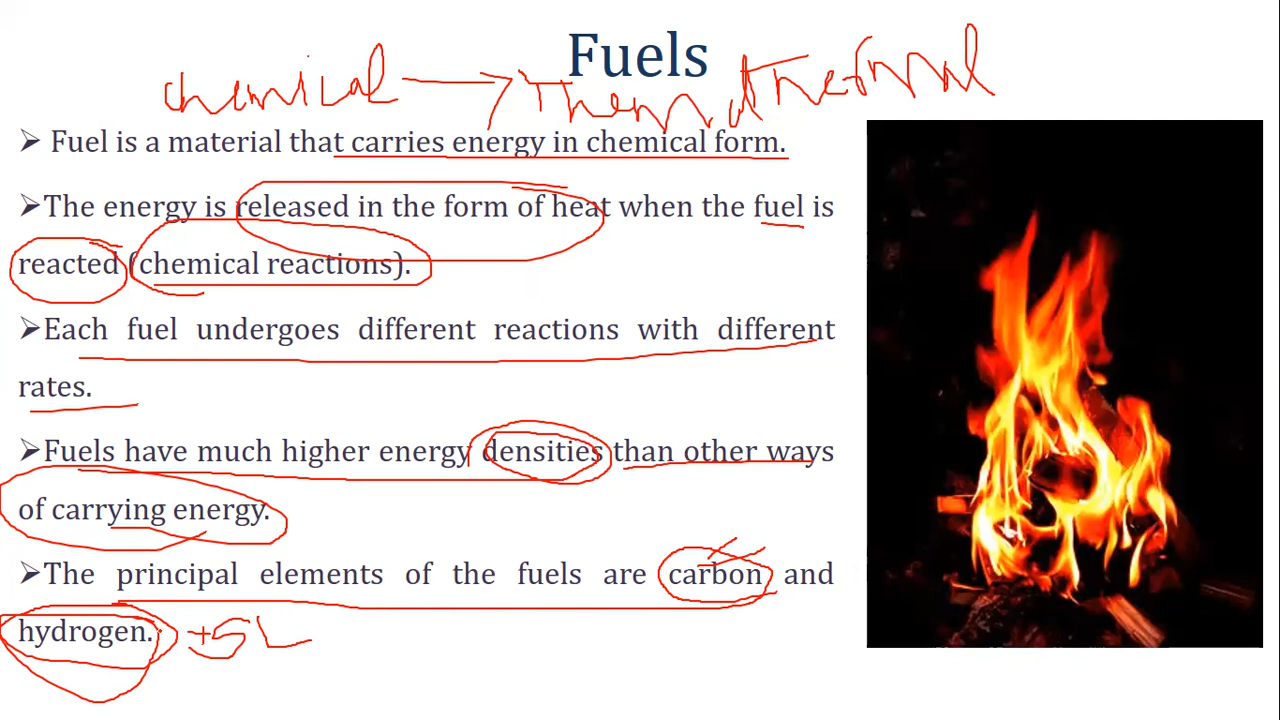 Fuels
chemical → Them
➢ Fuel is a material that carries energy in chemical form.
➢The energy is released in the form of heat when the fuel is
reacted (chemical reactions).
➢Each fuel undergoes different reactions with different
rates.
➢Fuels have much higher energy densities than other ways
of carrying energy.
➢The principal elements of the fuels are carbon and
hydrogen.